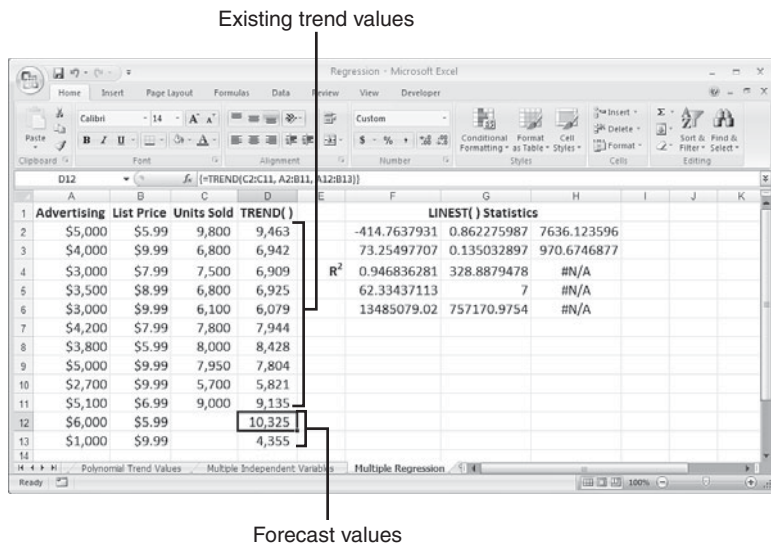 Existing trend values
Regression - Microsoft Excel
Home Insert Page Layout Formulas Data Review View Developer
Paste
Calibri 14 A A
B I U
Custom
$ - % ,
Conditional Formatting - Format as Table - Cell Styles -
Insert -
Delete -
Format -
Σ
Sort & Filter - Find & Select -
Clipboard Font Alignment Number Styles Cells Editing
D12 fx {=TREND(C2:C11, A2:B11, A12:B13)}
A B C D E F G H I J K
1 Advertising List Price Units Sold TREND( ) LINEST( ) Statistics
2 $5,000 $5.99 9,800 9,463 -414.7637931 0.862275987 7636.123596
3 $4,000 $9.99 6,800 6,942 73.25497707 0.135032897 970.6746877
4 $3,000 $7.99 7,500 6,909 R² 0.946836281 328.8879478 #N/A
5 $3,500 $8.99 6,800 6,925 62.33437113 7 #N/A
6 $3,000 $9.99 6,100 6,079 13485079.02 757170.9754 #N/A
7 $4,200 $7.99 7,800 7,944
8 $3,800 $5.99 8,000 8,428
9 $5,000 $9.99 7,950 7,804
10 $2,700 $9.99 5,700 5,821
11 $5,100 $6.99 9,000 9,135
12 $6,000 $5.99 10,325
13 $1,000 $9.99 4,355
14
Polynomial Trend Values Multiple Independent Variables Multiple Regression
Ready 100%
Forecast values